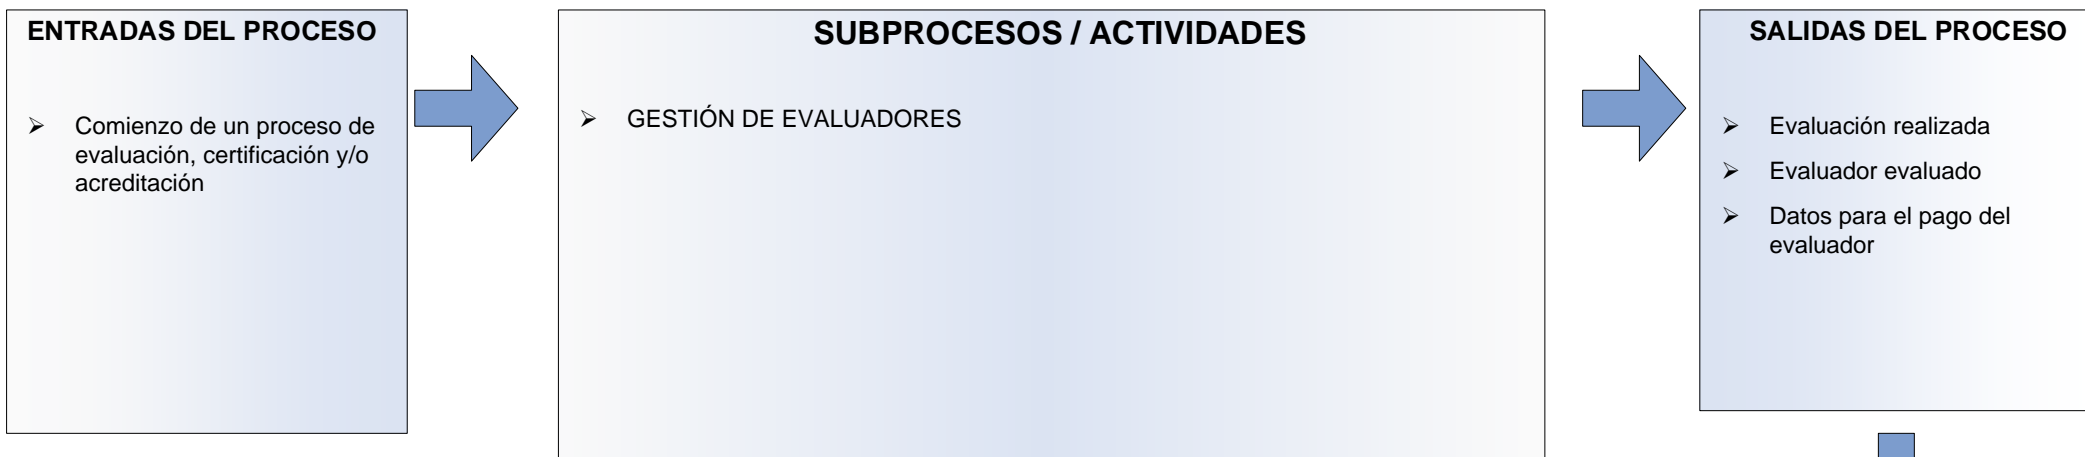 ENTRADAS DEL PROCESO
➢ Comienzo de un proceso de
evaluación, certificación y/o
acreditación
SUBPROCESOS / ACTIVIDADES
➢ GESTIÓN DE EVALUADORES
SALIDAS DEL PROCESO
➢ Evaluación realizada
➢ Evaluador evaluado
➢ Datos para el pago del
evaluador